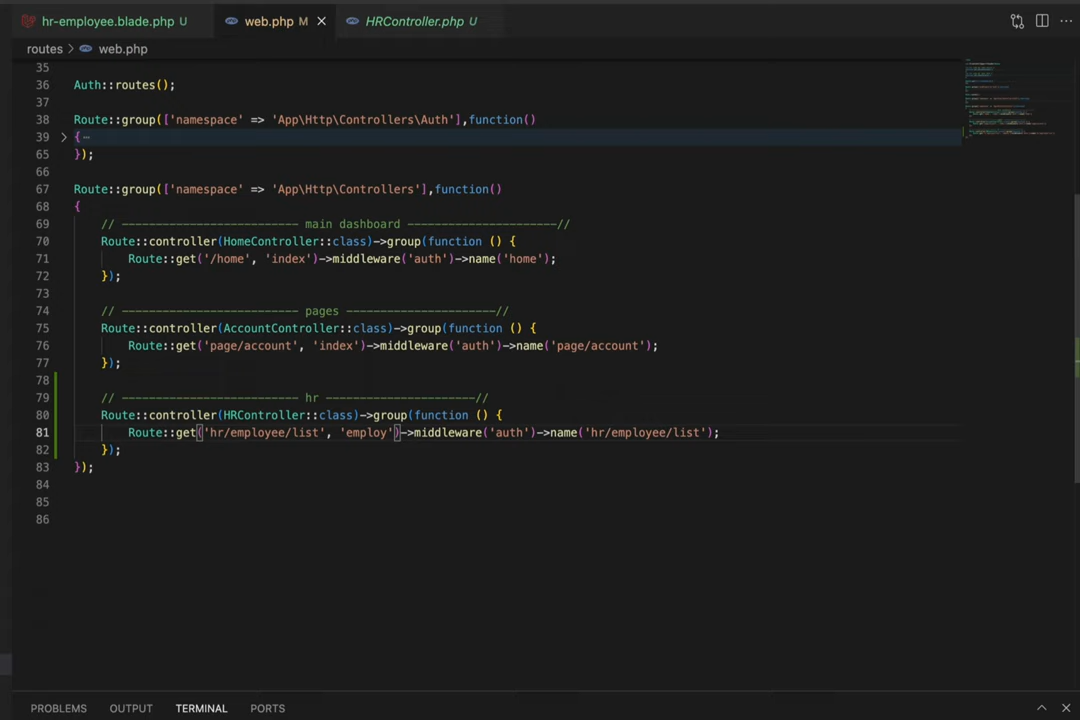 hr-employee.blade.php U
web.php M
HRController.php U
routes > web.php
35
36 Auth::routes();
37
38 Route::group(['namespace' => 'App\Http\Controllers\Auth'],function()
39 { ⋯
65 });
66
67 Route::group(['namespace' => 'App\Http\Controllers'],function()
68 {
69 // -------------------------- main dashboard ----------------------//
70 Route::controller(HomeController::class)->group(function () {
71 Route::get('/home', 'index')->middleware('auth')->name('home');
72 });
73
74 // -------------------------- pages ----------------------//
75 Route::controller(AccountController::class)->group(function () {
76 Route::get('page/account', 'index')->middleware('auth')->name('page/account');
77 });
78
79 // -------------------------- hr ----------------------//
80 Route::controller(HRController::class)->group(function () {
81 Route::get('hr/employee/list', 'employ')->middleware('auth')->name('hr/employee/list');
82 });
83 });
84
85
86
PROBLEMS OUTPUT TERMINAL PORTS